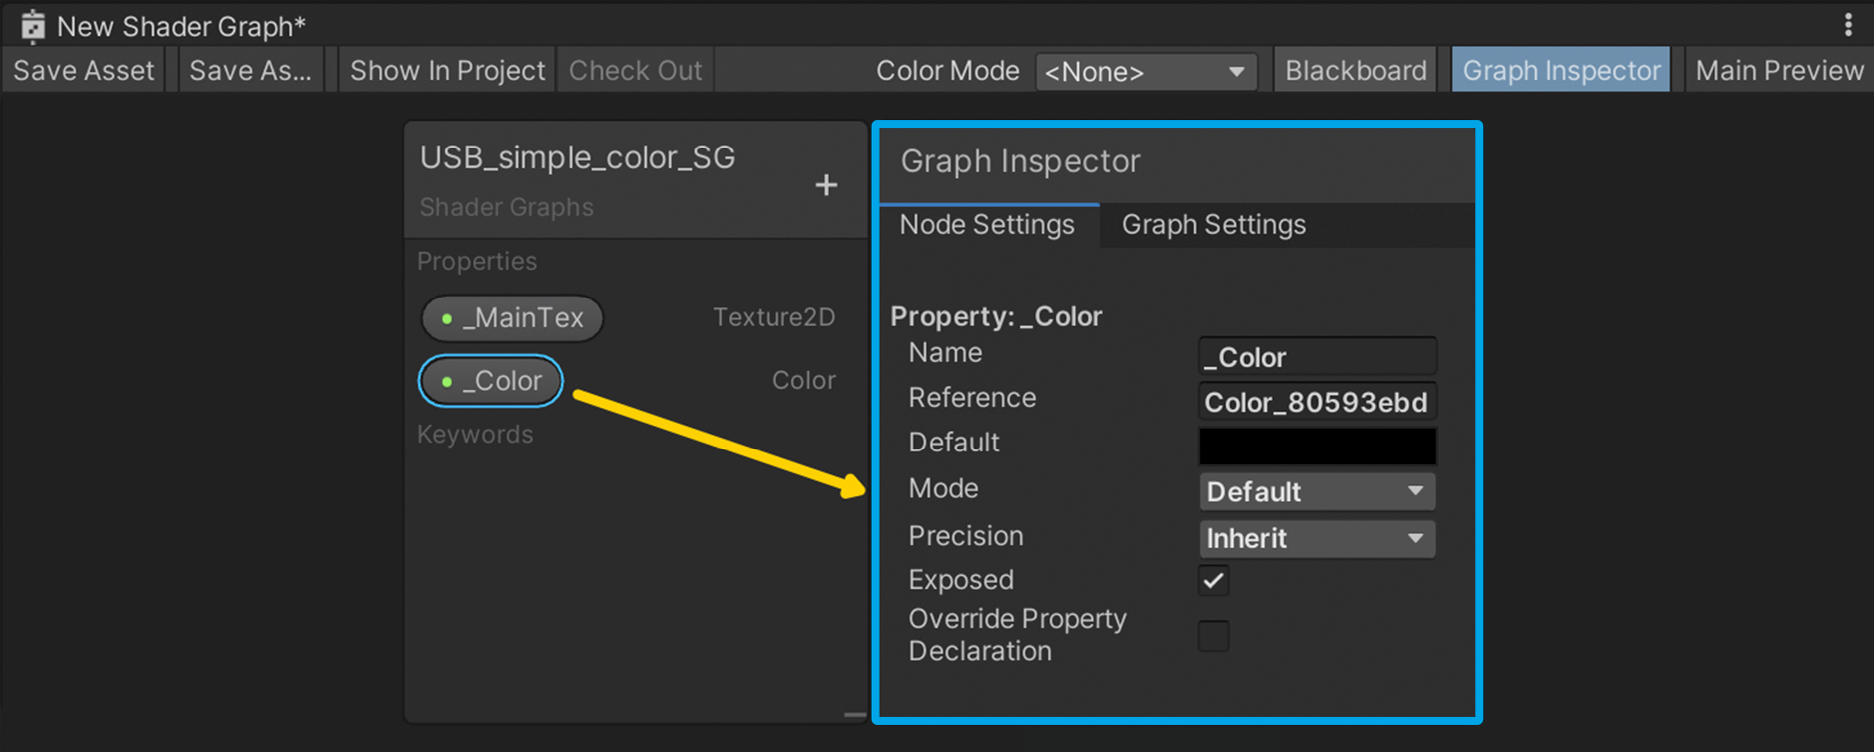 New Shader Graph*
Save Asset Save As... Show In Project Check Out Color Mode <None> Blackboard Graph Inspector Main Preview
USB_simple_color_SG
Shader Graphs
Properties
_MainTex Texture2D
_Color Color
Keywords
Graph Inspector
Node Settings Graph Settings
Property: _Color
Name _Color
Reference Color_80593ebd
Default
Mode Default
Precision Inherit
Exposed
Override Property
Declaration